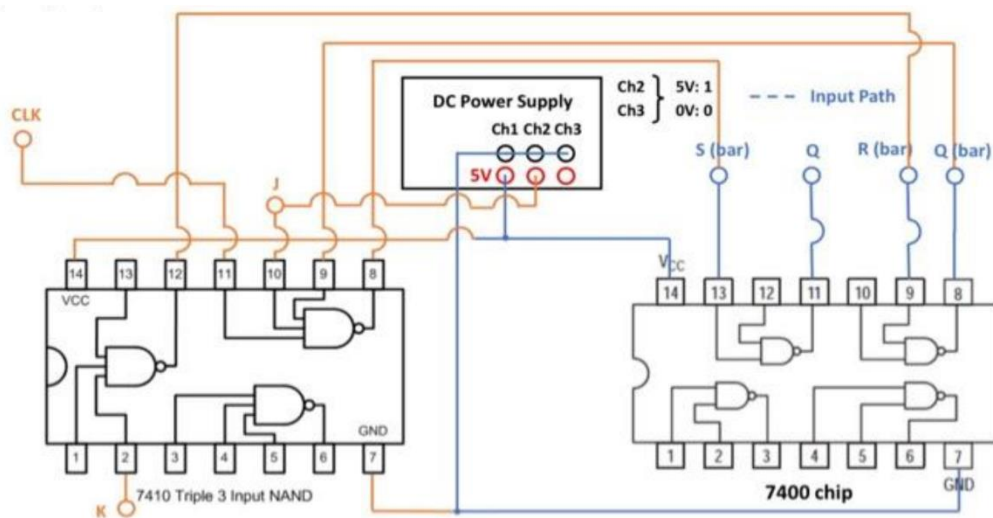 CLK
DC Power Supply
Ch1 Ch2 Ch3
5V
Ch2 5V: 1
Ch3 0V: 0
Input Path
J
S (bar) Q R (bar) Q (bar)
14 13 12 11 10 9 8
VCC
GND
1 2 3 4 5 6 7
7410 Triple 3 Input NAND
K
VCC
14 13 12 11 10 9 8
1 2 3 4 5 6 7
GND
7400 chip